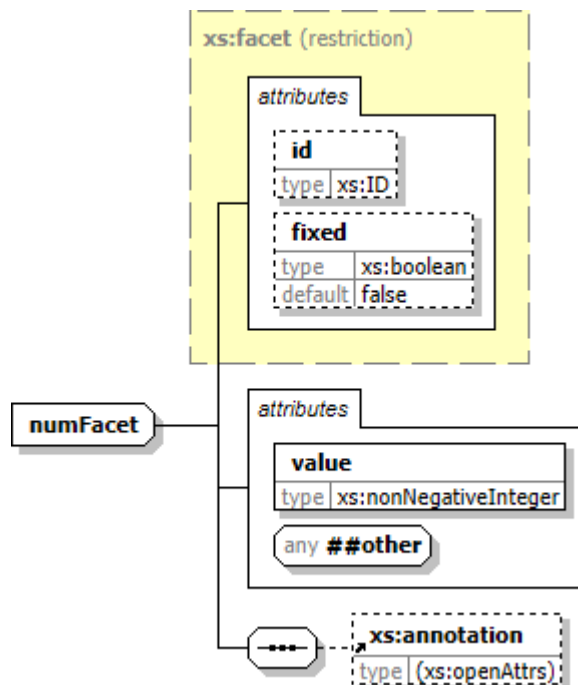 xs:facet (restriction)
attributes
id
type xs:ID
fixed
type xs:boolean
default false
numFacet
attributes
value
type xs:nonNegativeInteger
any ##other
xs:annotation
type (xs:openAttrs)